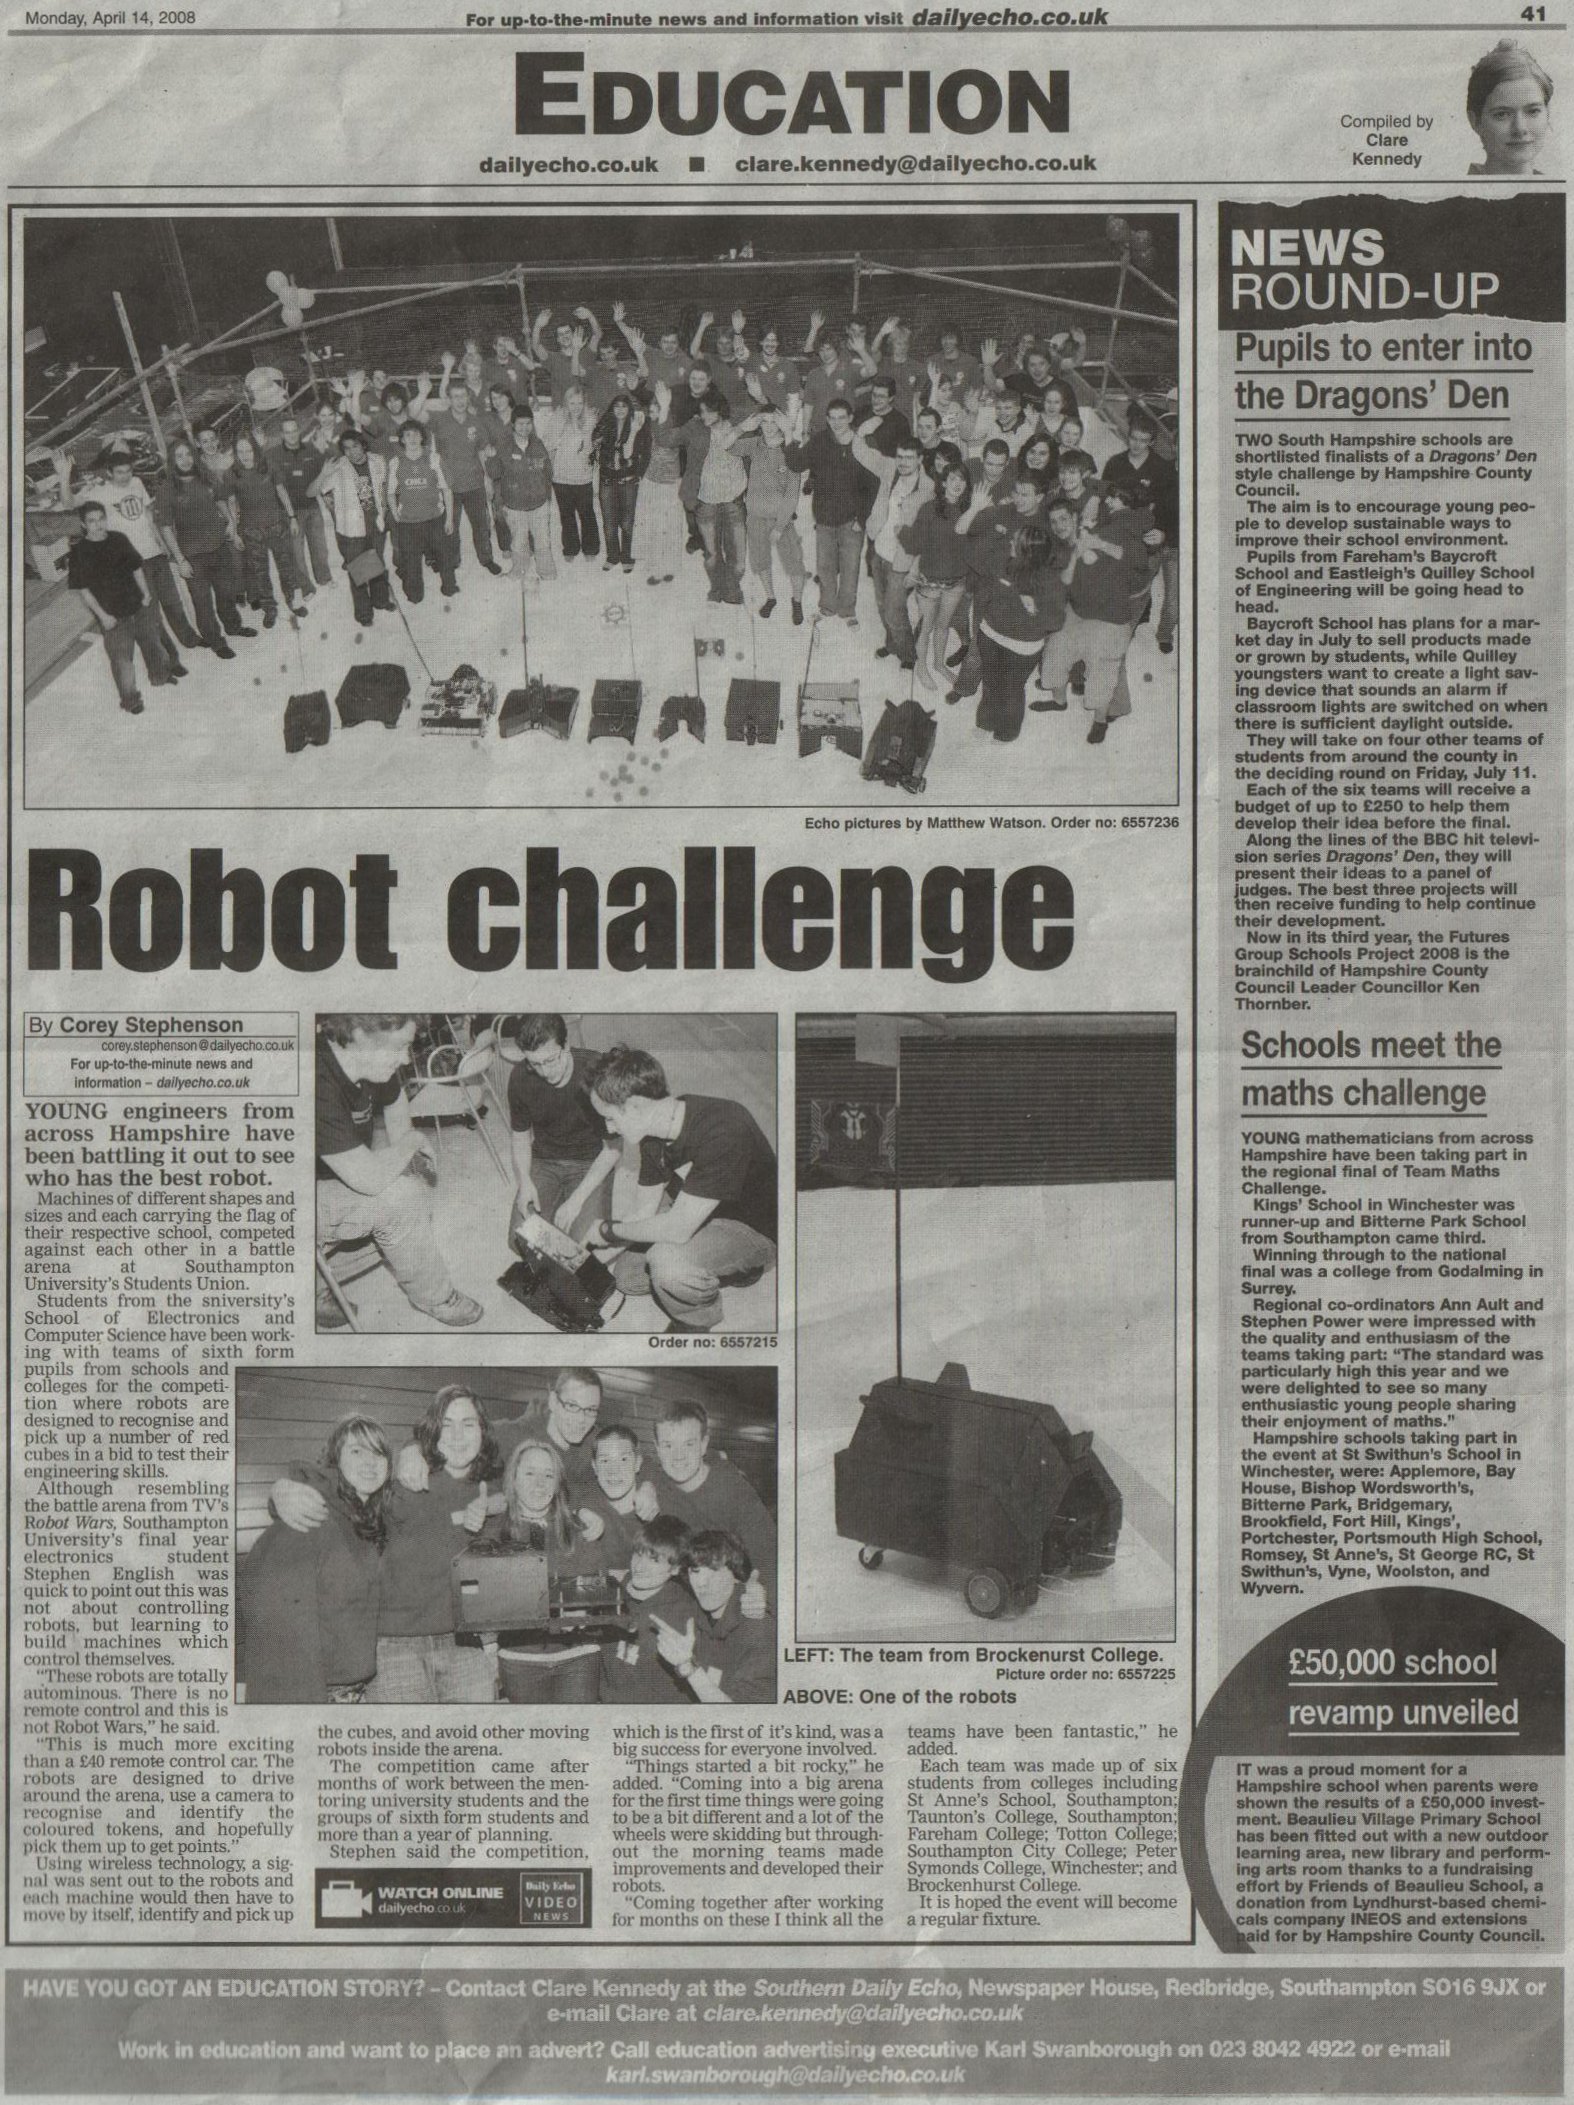 Monday, April 14, 2008
For up-to-the-minute news and information visit dailyecho.co.uk
41
EDUCATION
dailyecho.co.uk ■ clare.kennedy@dailyecho.co.uk
Compiled by
Clare
Kennedy
Echo pictures by Matthew Watson. Order no: 6557236
Robot challenge
By Corey Stephenson
corey.stephenson@dailyecho.co.uk
For up-to-the-minute news and
information – dailyecho.co.uk
YOUNG engineers from
across Hampshire have
been battling it out to see
who has the best robot.
Machines of different shapes and
sizes and each carrying the flag of
their respective school, competed
against each other in a battle
arena at Southampton
University's Students Union.
Students from the sniversity's
School of Electronics and
Computer Science have been work-
ing with teams of sixth form
pupils from schools and
colleges for the competi-
tion where robots are
designed to recognise and
pick up a number of red
cubes in a bid to test their
engineering skills.
Although resembling
the battle arena from TV's
Robot Wars, Southampton
University's final year
electronics student
Stephen English was
quick to point out this was
not about controlling
robots, but learning to
build machines which
control themselves.
"These robots are totally
autominous. There is no
remote control and this is
not Robot Wars," he said.
"This is much more exciting
than a £40 remote control car. The
robots are designed to drive
around the arena, use a camera to
recognise and identify the
coloured tokens, and hopefully
pick them up to get points."
Using wireless technology, a sig-
nal was sent out to the robots and
each machine would then have to
move by itself, identify and pick up
Order no: 6557215
LEFT: The team from Brockenurst College.
Picture order no: 6557225
ABOVE: One of the robots
the cubes, and avoid other moving
robots inside the arena.
The competition came after
months of work between the men-
toring university students and the
groups of sixth form students and
more than a year of planning.
Stephen said the competition,
WATCH ONLINE
dailyecho.co.uk
Daily Echo
VIDEO
NEWS
which is the first of it's kind, was a
big success for everyone involved.
"Things started a bit rocky," he
added. "Coming into a big arena
for the first time things were going
to be a bit different and a lot of the
wheels were skidding but through-
out the morning teams made
improvements and developed their
robots.
"Coming together after working
for months on these I think all the
teams have been fantastic," he
added.
Each team was made up of six
students from colleges including
St Anne's School, Southampton;
Taunton's College, Southampton;
Fareham College; Totton College;
Southampton City College; Peter
Symonds College, Winchester; and
Brockenhurst College.
It is hoped the event will become
a regular fixture.
NEWS
ROUND-UP
Pupils to enter into
the Dragons' Den
TWO South Hampshire schools are
shortlisted finalists of a Dragons' Den
style challenge by Hampshire County
Council.
The aim is to encourage young peo-
ple to develop sustainable ways to
improve their school environment.
Pupils from Fareham's Baycroft
School and Eastleigh's Quilley School
of Engineering will be going head to
head.
Baycroft School has plans for a mar-
ket day in July to sell products made
or grown by students, while Quilley
youngsters want to create a light sav-
ing device that sounds an alarm if
classroom lights are switched on when
there is sufficient daylight outside.
They will take on four other teams of
students from around the county in
the deciding round on Friday, July 11.
Each of the six teams will receive a
budget of up to £250 to help them
develop their idea before the final.
Along the lines of the BBC hit televi-
sion series Dragons' Den, they will
present their ideas to a panel of
judges. The best three projects will
then receive funding to help continue
their development.
Now in its third year, the Futures
Group Schools Project 2008 is the
brainchild of Hampshire County
Council Leader Councillor Ken
Thornber.
Schools meet the
maths challenge
YOUNG mathematicians from across
Hampshire have been taking part in
the regional final of Team Maths
Challenge.
Kings' School in Winchester was
runner-up and Bitterne Park School
from Southampton came third.
Winning through to the national
final was a college from Godalming in
Surrey.
Regional co-ordinators Ann Ault and
Stephen Power were impressed with
the quality and enthusiasm of the
teams taking part: "The standard was
particularly high this year and we
were delighted to see so many
enthusiastic young people sharing
their enjoyment of maths."
Hampshire schools taking part in
the event at St Swithun's School in
Winchester, were: Applemore, Bay
House, Bishop Wordsworth's,
Bitterne Park, Bridgemary,
Brookfield, Fort Hill, Kings',
Portchester, Portsmouth High School,
Romsey, St Anne's, St George RC, St
Swithun's, Vyne, Woolston, and
Wyvern.
£50,000 school
revamp unveiled
IT was a proud moment for a
Hampshire school when parents were
shown the results of a £50,000 invest-
ment. Beaulieu Village Primary School
has been fitted out with a new outdoor
learning area, new library and perform-
ing arts room thanks to a fundraising
effort by Friends of Beaulieu School, a
donation from Lyndhurst-based chemi-
cals company INEOS and extensions
paid for by Hampshire County Council.
HAVE YOU GOT AN EDUCATION STORY? – Contact Clare Kennedy at the Southern Daily Echo, Newspaper House, Redbridge, Southampton SO16 9JX or
e-mail Clare at clare.kennedy@dailyecho.co.uk
Work in education and want to place an advert? Call education advertising executive Karl Swanborough on 023 8042 4922 or e-mail
karl.swanborough@dailyecho.co.uk